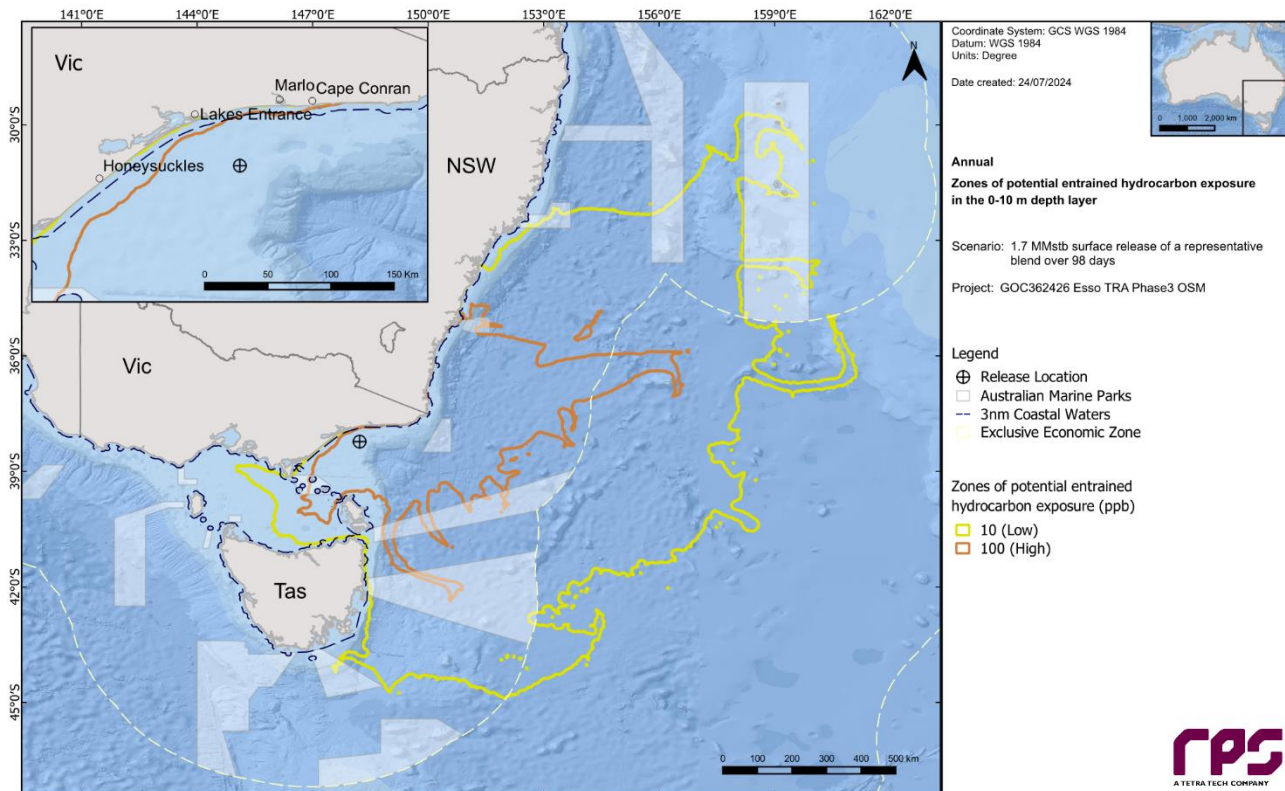 141°0'E 144°0'E 147°0'E 150°0'E 153°0'E 156°0'E 159°0'E 162°0'E
30°0'S
33°0'S
36°0'S
39°0'S
42°0'S
45°0'S
Vic
Marlo
Cape Conran
Lakes Entrance
Honeysuckles
0 50 100 150 Km
NSW
Vic
Tas
0 100 200 300 400 500 km
N
Coordinate System: GCS WGS 1984
Datum: WGS 1984
Units: Degree
Date created: 24/07/2024
0 1,000 2,000 km
Annual
Zones of potential entrained hydrocarbon exposure
in the 0-10 m depth layer
Scenario: 1.7 MMstb surface release of a representative
blend over 98 days
Project: GOC362426 Esso TRA Phase3 OSM
Legend
Release Location
Australian Marine Parks
3nm Coastal Waters
Exclusive Economic Zone
Zones of potential entrained
hydrocarbon exposure (ppb)
10 (Low)
100 (High)
rps
A TETRA TECH COMPANY